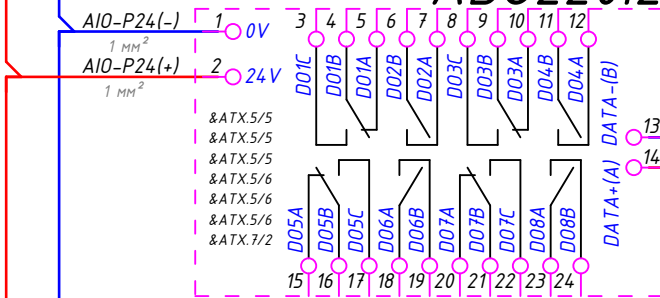 AIO-P24(-)
1 мм²
AIO-P24(+)
1 мм²
1 0V
2 24V
3 4 5 6 7 8 9 10 11 12
DO1C DO1B DO1A DO2B DO2A DO3C DO3B DO3A DO4B DO4A
DATA-(B) 13
DATA+(A) 14
&ATX.5/5
&ATX.5/5
&ATX.5/5
&ATX.5/6
&ATX.5/6
&ATX.5/6
&ATX.7/2
DO5A DO5B DO5C DO6A DO6B DO7A DO7B DO7C DO8A DO8B
15 16 17 18 19 20 21 22 23 24